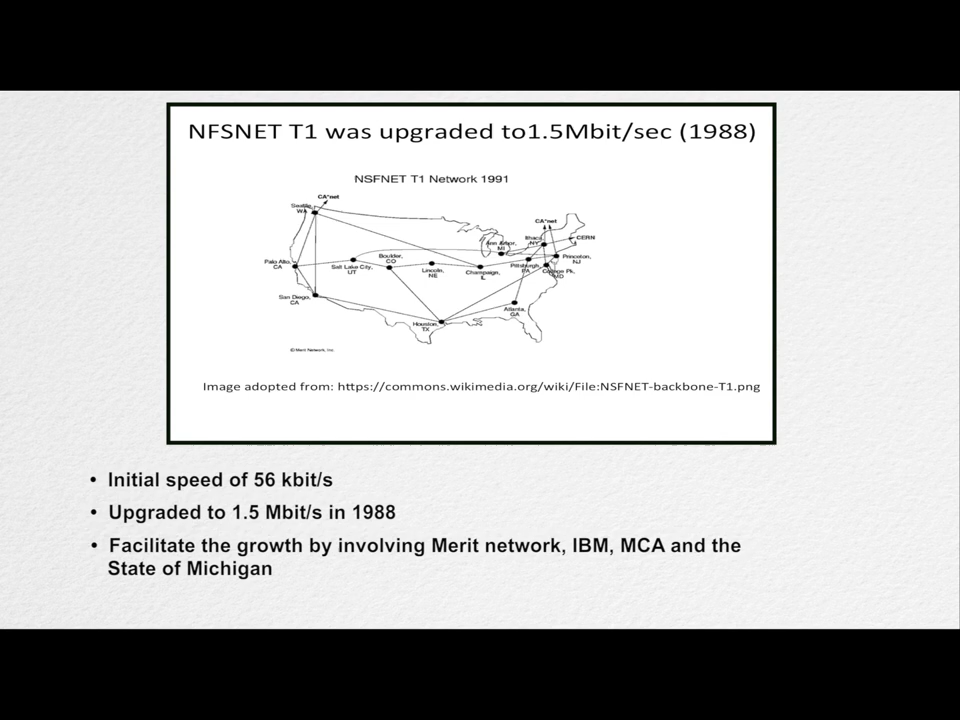 NFSNET T1 was upgraded to1.5Mbit/sec (1988)
NSFNET T1 Network 1991
CA*net
Seattle,
WA
CA*net
Ithaca,
NY
CERN
Ann Arbor,
MI
Princeton,
NJ
Palo Alto,
CA
Salt Lake City,
UT
Boulder,
CO
Lincoln,
NE
Champaign,
IL
Pittsburgh,
PA
College Pk,
MD
San Diego,
CA
Atlanta,
GA
Houston,
TX
©Merit Network, Inc.
Image adopted from: https://commons.wikimedia.org/wiki/File:NSFNET-backbone-T1.png
• Initial speed of 56 kbit/s
• Upgraded to 1.5 Mbit/s in 1988
• Facilitate the growth by involving Merit network, IBM, MCA and the
State of Michigan